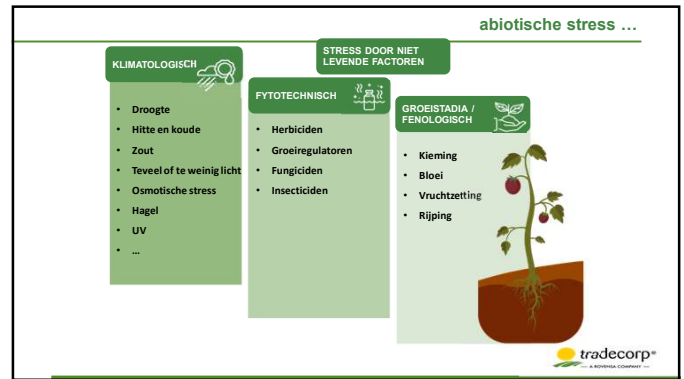 abiotische stress …
STRESS DOOR NIET
LEVENDE FACTOREN
KLIMATOLOGISCH
• Droogte
• Hitte en koude
• Zout
• Teveel of te weinig licht
• Osmotische stress
• Hagel
• UV
• …
FYTOTECHNISCH
• Herbiciden
• Groeiregulatoren
• Fungiciden
• Insecticiden
GROEISTADIA /
FENOLOGISCH
• Kieming
• Bloei
• Vruchtzetting
• Rijping
tradecorp®
A ROVENSA COMPANY